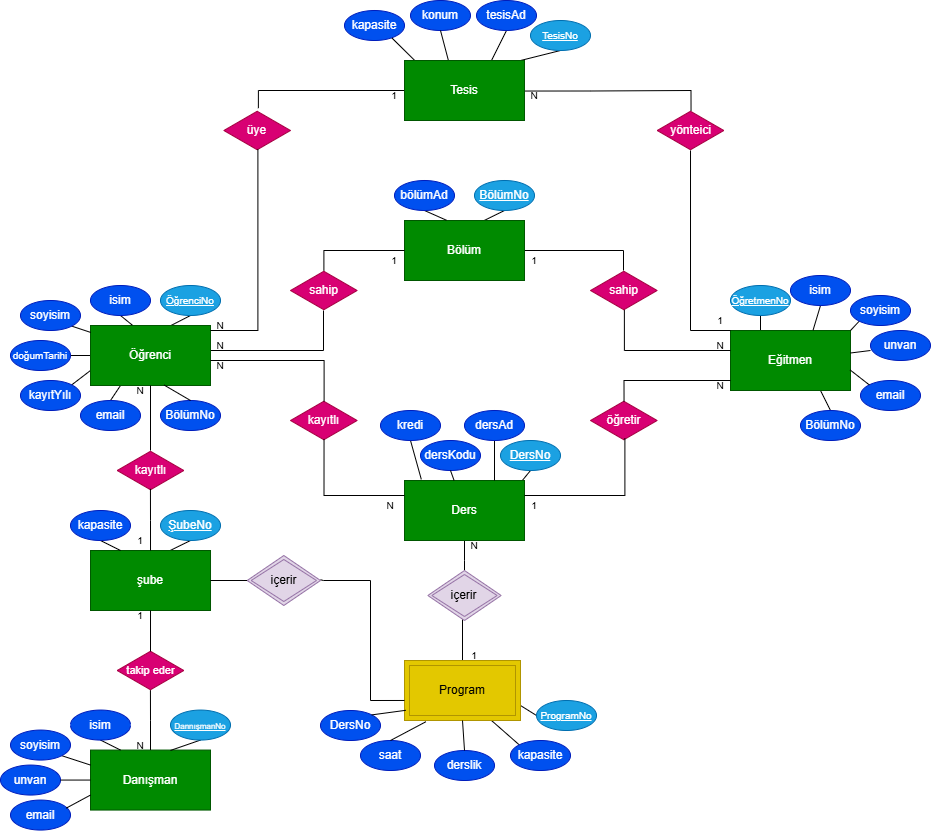 kapasite
konum
tesisAd
TesisNo
Tesis
1
N
üye
yönteici
bölümAd
BölümNo
Bölüm
1
1
sahip
sahip
soyisim
isim
ÖğrenciNo
doğumTarihi
Öğrenci
kayıtYılı
email
BölümNo
N
N
N
N
ÖğretmenNo
isim
soyisim
unvan
Eğitmen
email
BölümNo
1
N
N
kayıtlı
öğretir
kredi
dersAd
dersKodu
DersNo
Ders
N
1
N
kayıtlı
kapasite
ŞubeNo
1
şube
1
içerir
içerir
1
Program
DersNo
saat
derslik
kapasite
ProgramNo
takip eder
N
isim
DannışmanNo
soyisim
unvan
Danışman
email